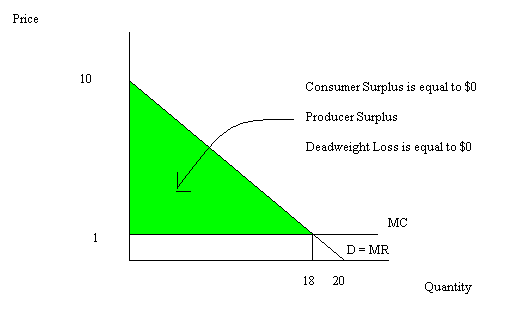 Price
10
Consumer Surplus is equal to $0
Producer Surplus
Deadweight Loss is equal to $0
MC
1
D = MR
18
20
Quantity